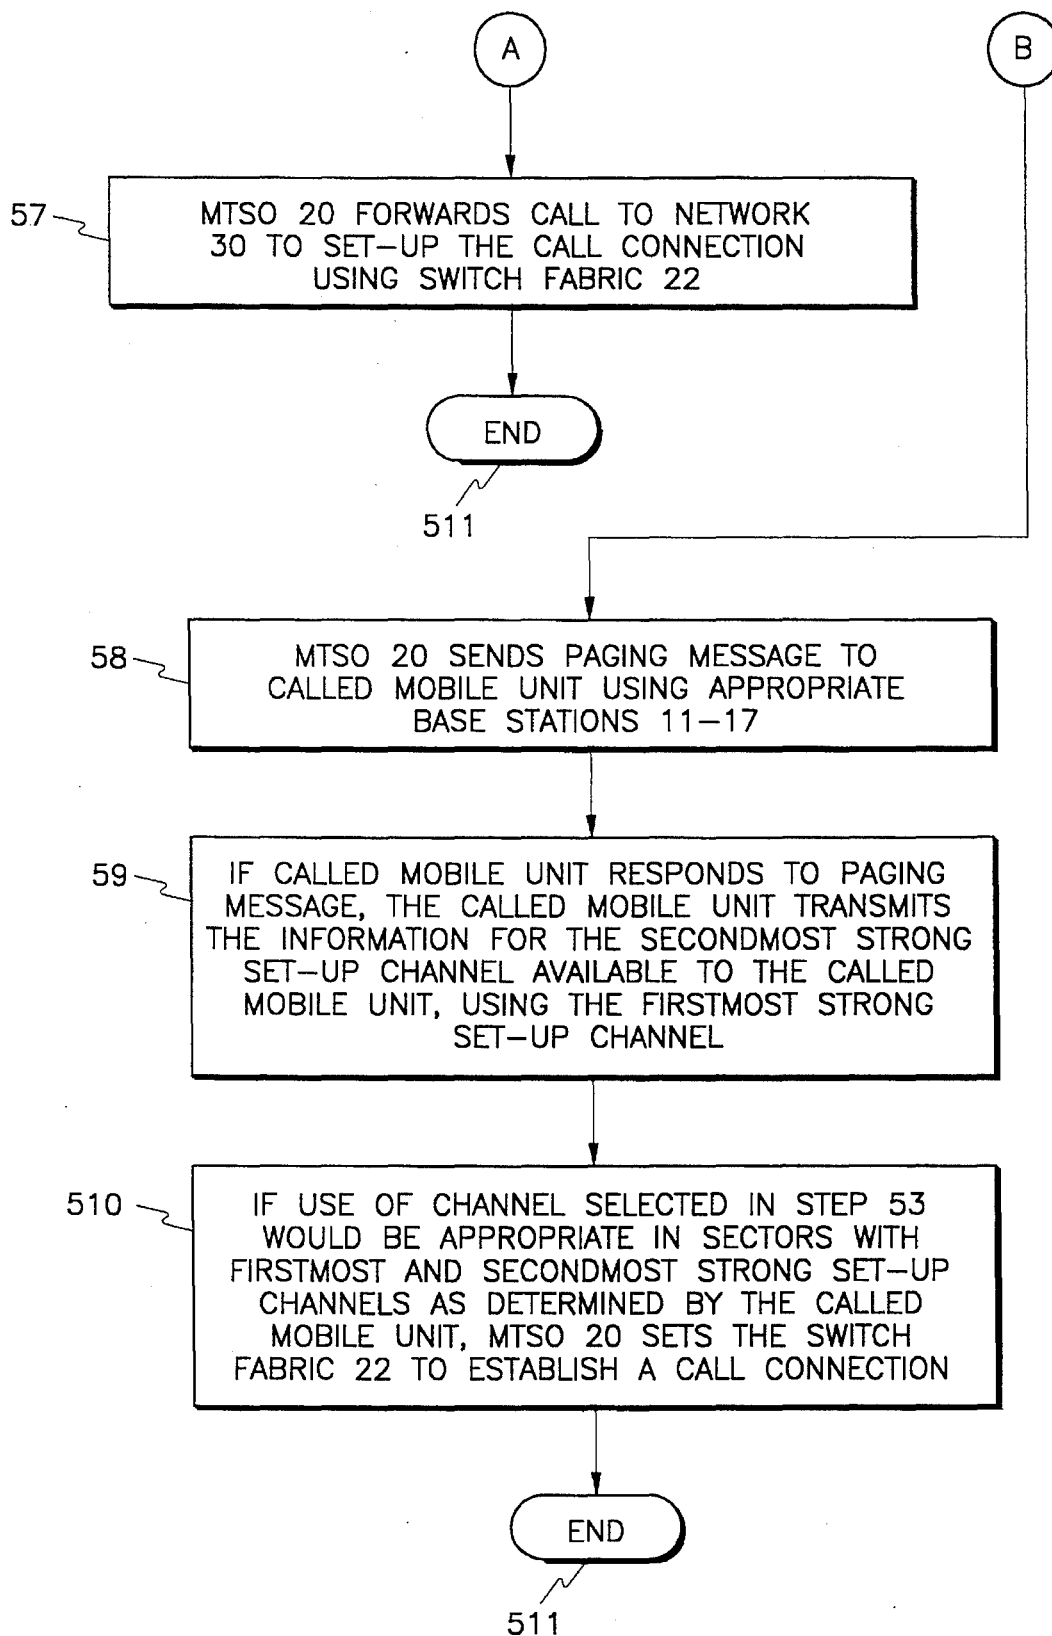 A
B
57
MTSO 20 FORWARDS CALL TO NETWORK
30 TO SET-UP THE CALL CONNECTION
USING SWITCH FABRIC 22
END
511
58
MTSO 20 SENDS PAGING MESSAGE TO
CALLED MOBILE UNIT USING APPROPRIATE
BASE STATIONS 11-17
59
IF CALLED MOBILE UNIT RESPONDS TO PAGING
MESSAGE, THE CALLED MOBILE UNIT TRANSMITS
THE INFORMATION FOR THE SECONDMOST STRONG
SET-UP CHANNEL AVAILABLE TO THE CALLED
MOBILE UNIT, USING THE FIRSTMOST STRONG
SET-UP CHANNEL
510
IF USE OF CHANNEL SELECTED IN STEP 53
WOULD BE APPROPRIATE IN SECTORS WITH
FIRSTMOST AND SECONDMOST STRONG SET-UP
CHANNELS AS DETERMINED BY THE CALLED
MOBILE UNIT, MTSO 20 SETS THE SWITCH
FABRIC 22 TO ESTABLISH A CALL CONNECTION
END
511